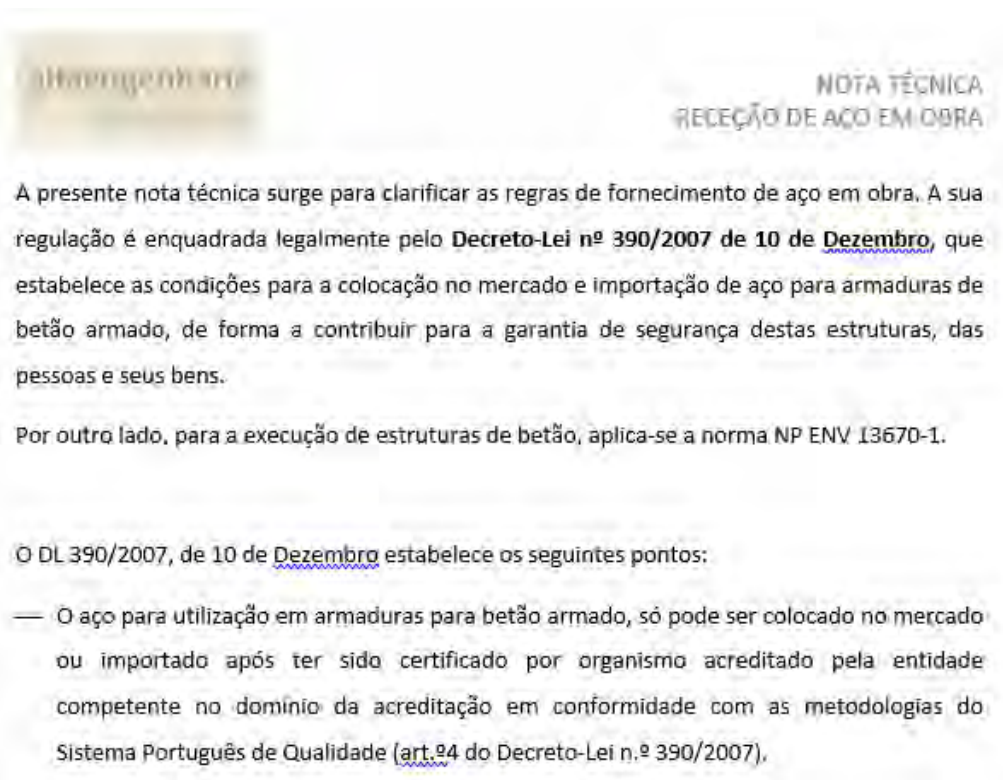 NOTA TÉCNICA
RECEÇÃO DE AÇO EM OBRA
A presente nota técnica surge para clarificar as regras de fornecimento de aço em obra. A sua
regulação é enquadrada legalmente pelo Decreto-Lei nº 390/2007 de 10 de Dezembro, que
estabelece as condições para a colocação no mercado e importação de aço para armaduras de
betão armado, de forma a contribuir para a garantia de segurança destas estruturas, das
pessoas e seus bens.
Por outro lado, para a execução de estruturas de betão, aplica-se a norma NP ENV 13670-1.
O DL 390/2007, de 10 de Dezembro estabelece os seguintes pontos:
— O aço para utilização em armaduras para betão armado, só pode ser colocado no mercado
ou importado após ter sido certificado por organismo acreditado pela entidade
competente no domínio da acreditação em conformidade com as metodologias do
Sistema Português de Qualidade (art.º4 do Decreto-Lei n.º 390/2007).